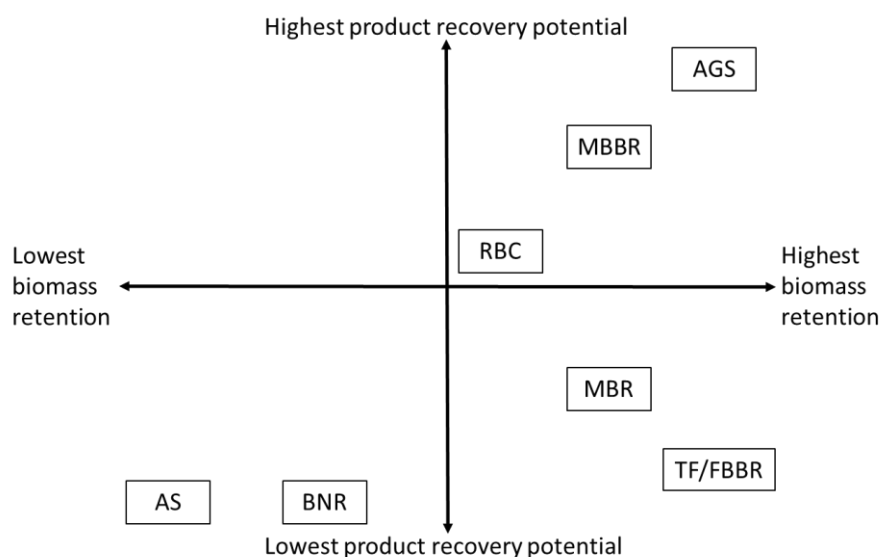 Highest product recovery potential
AGS
MBBR
RBC
Lowest
biomass
retention
Highest
biomass
retention
MBR
TF/FBBR
AS
BNR
Lowest product recovery potential